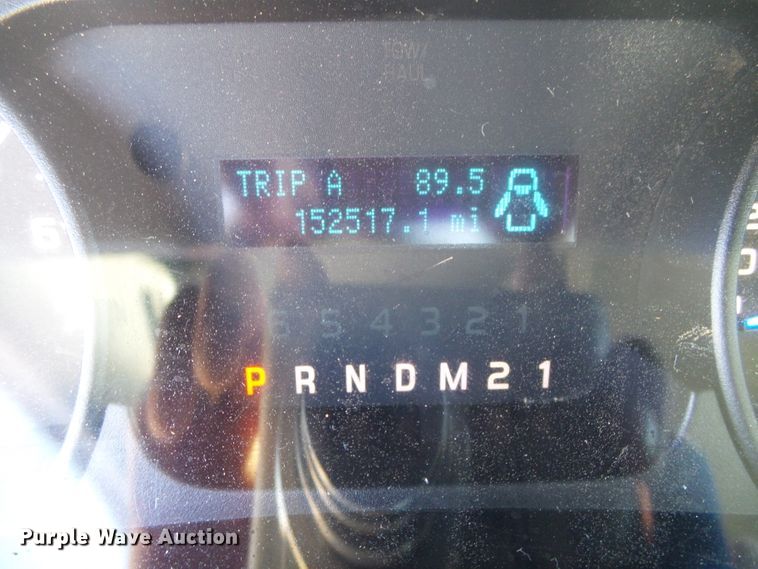 TOW/
HAUL
TRIP A 89.5
152517.1 mi
6 5 4 3 2 1
P R N D M 2 1
Purple Wave Auction